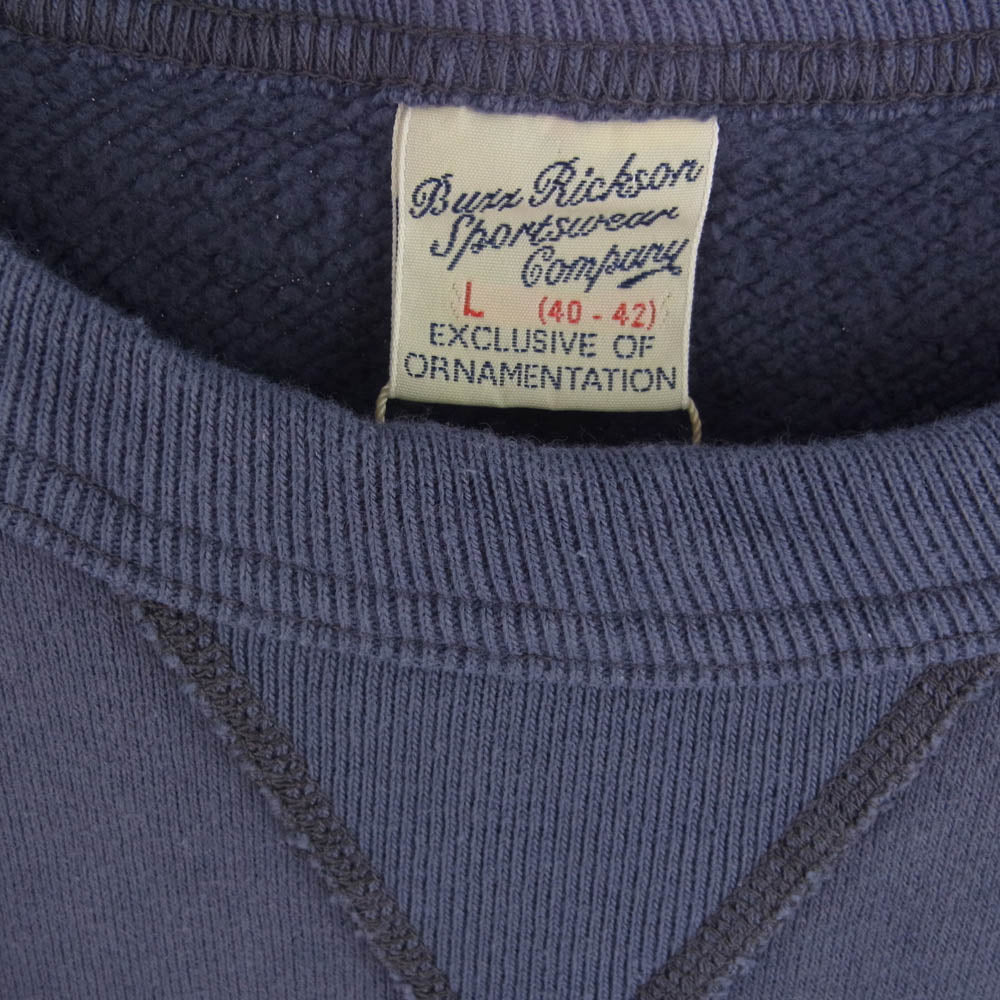 Buzz Rickson
Sportswear
Company
L (40 - 42)
EXCLUSIVE OF
ORNAMENTATION